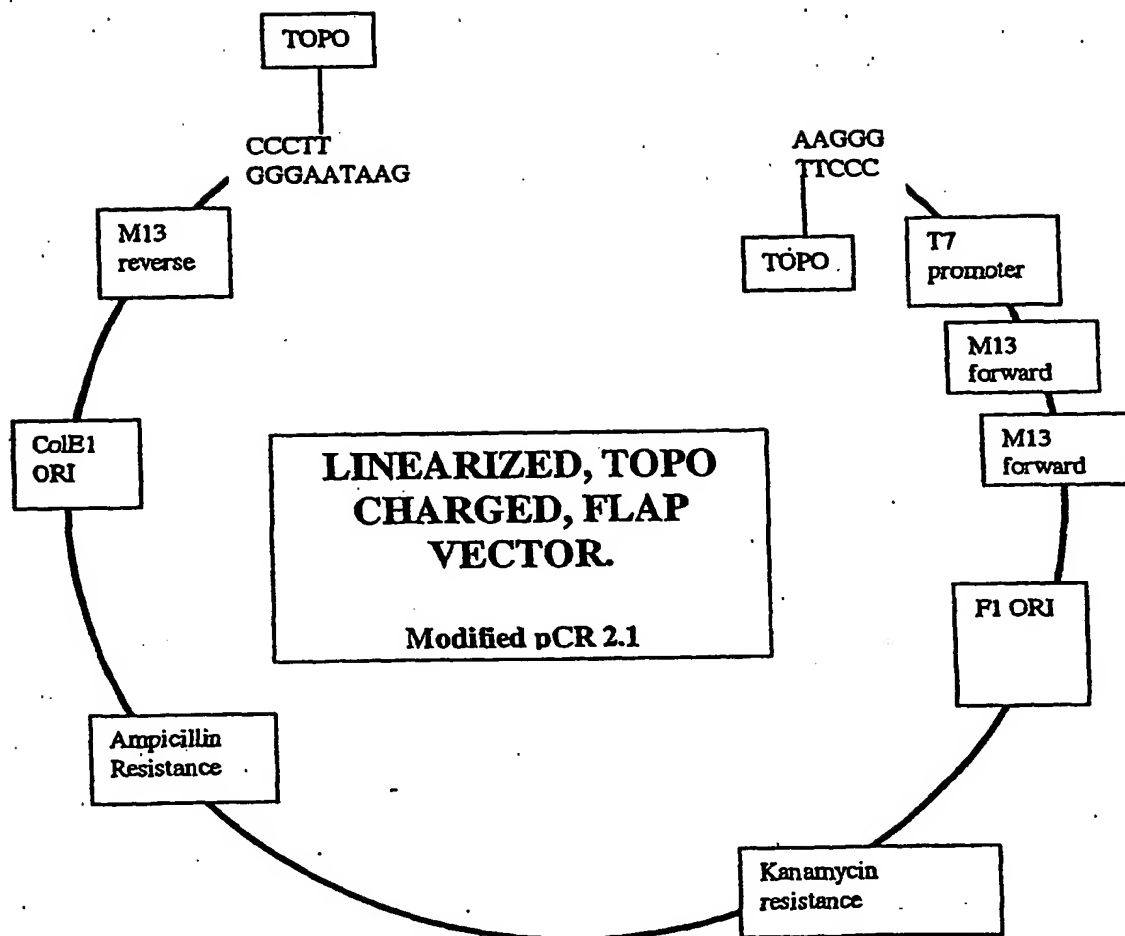 TOPO
CCCTT
GGGAATAAG
AAGGG
TTCCC
TOPO
M13
reverse
T7
promoter
M13
forward
M13
forward
ColE1
ORI
LINEARIZED, TOPO
CHARGED, FLAP
VECTOR.
Modified pCR 2.1
F1 ORI
Ampicillin
Resistance
Kanamycin
resistance